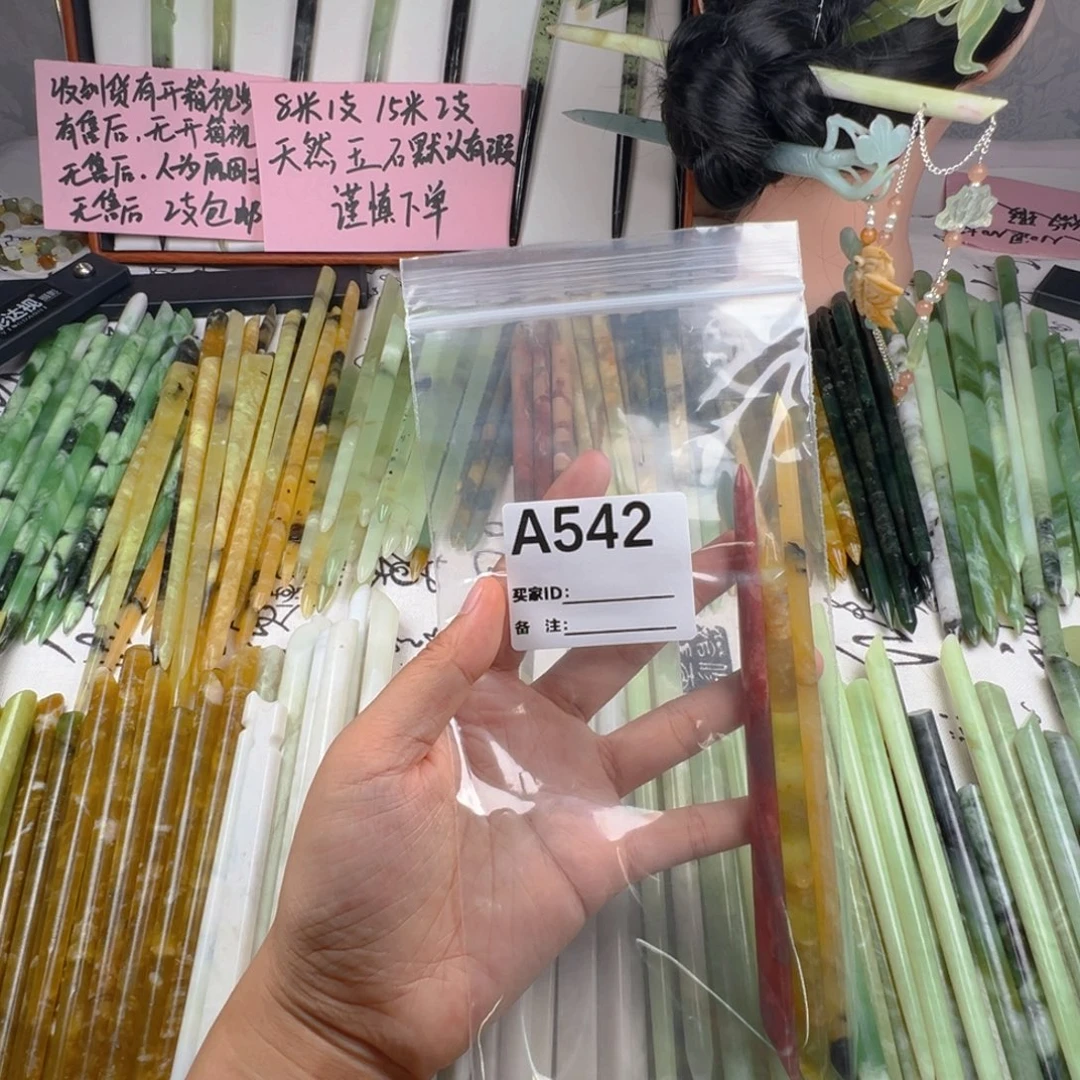 收到货有开箱视
有售后，无开箱视
无售后，人为原因
无售后 2支包邮
8米1支 15米2支
天然玉石默认有瑕
谨慎下单
A542
买家ID:
备 注: